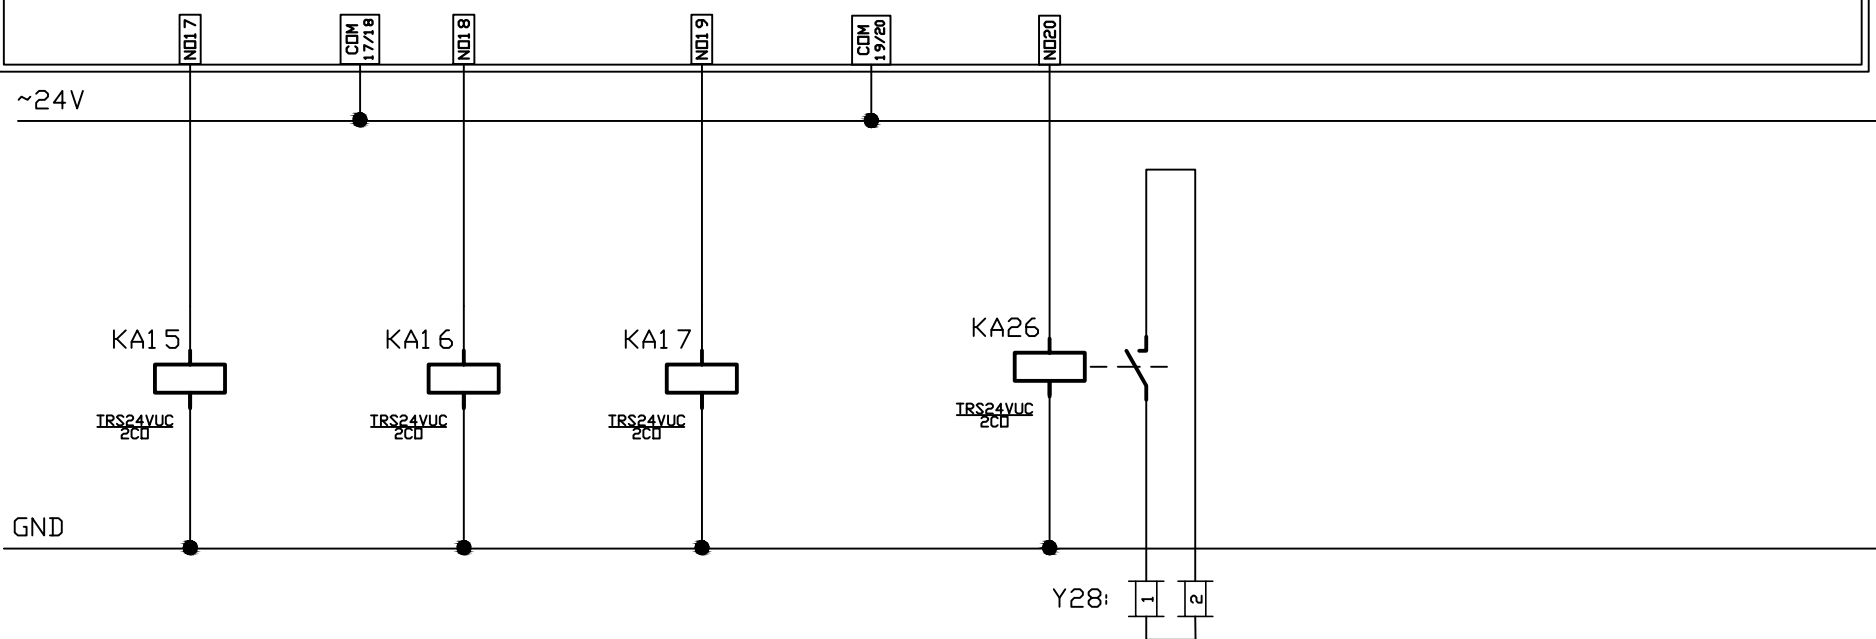 NO17
COM
17/18
NO18
NO19
COM
19/20
NO20
~24V
KA15
KA16
KA17
KA26
TRS24VUC
2CO
TRS24VUC
2CO
TRS24VUC
2CO
TRS24VUC
2CO
GND
Y28:
1
2